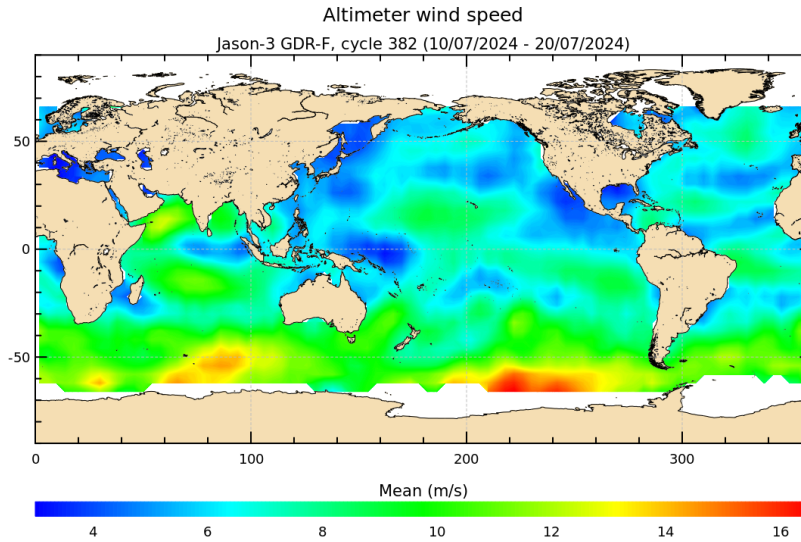 Altimeter wind speed
Jason-3 GDR-F, cycle 382 (10/07/2024 - 20/07/2024)
50
0
-50
0 100 200 300
Mean (m/s)
4 6 8 10 12 14 16